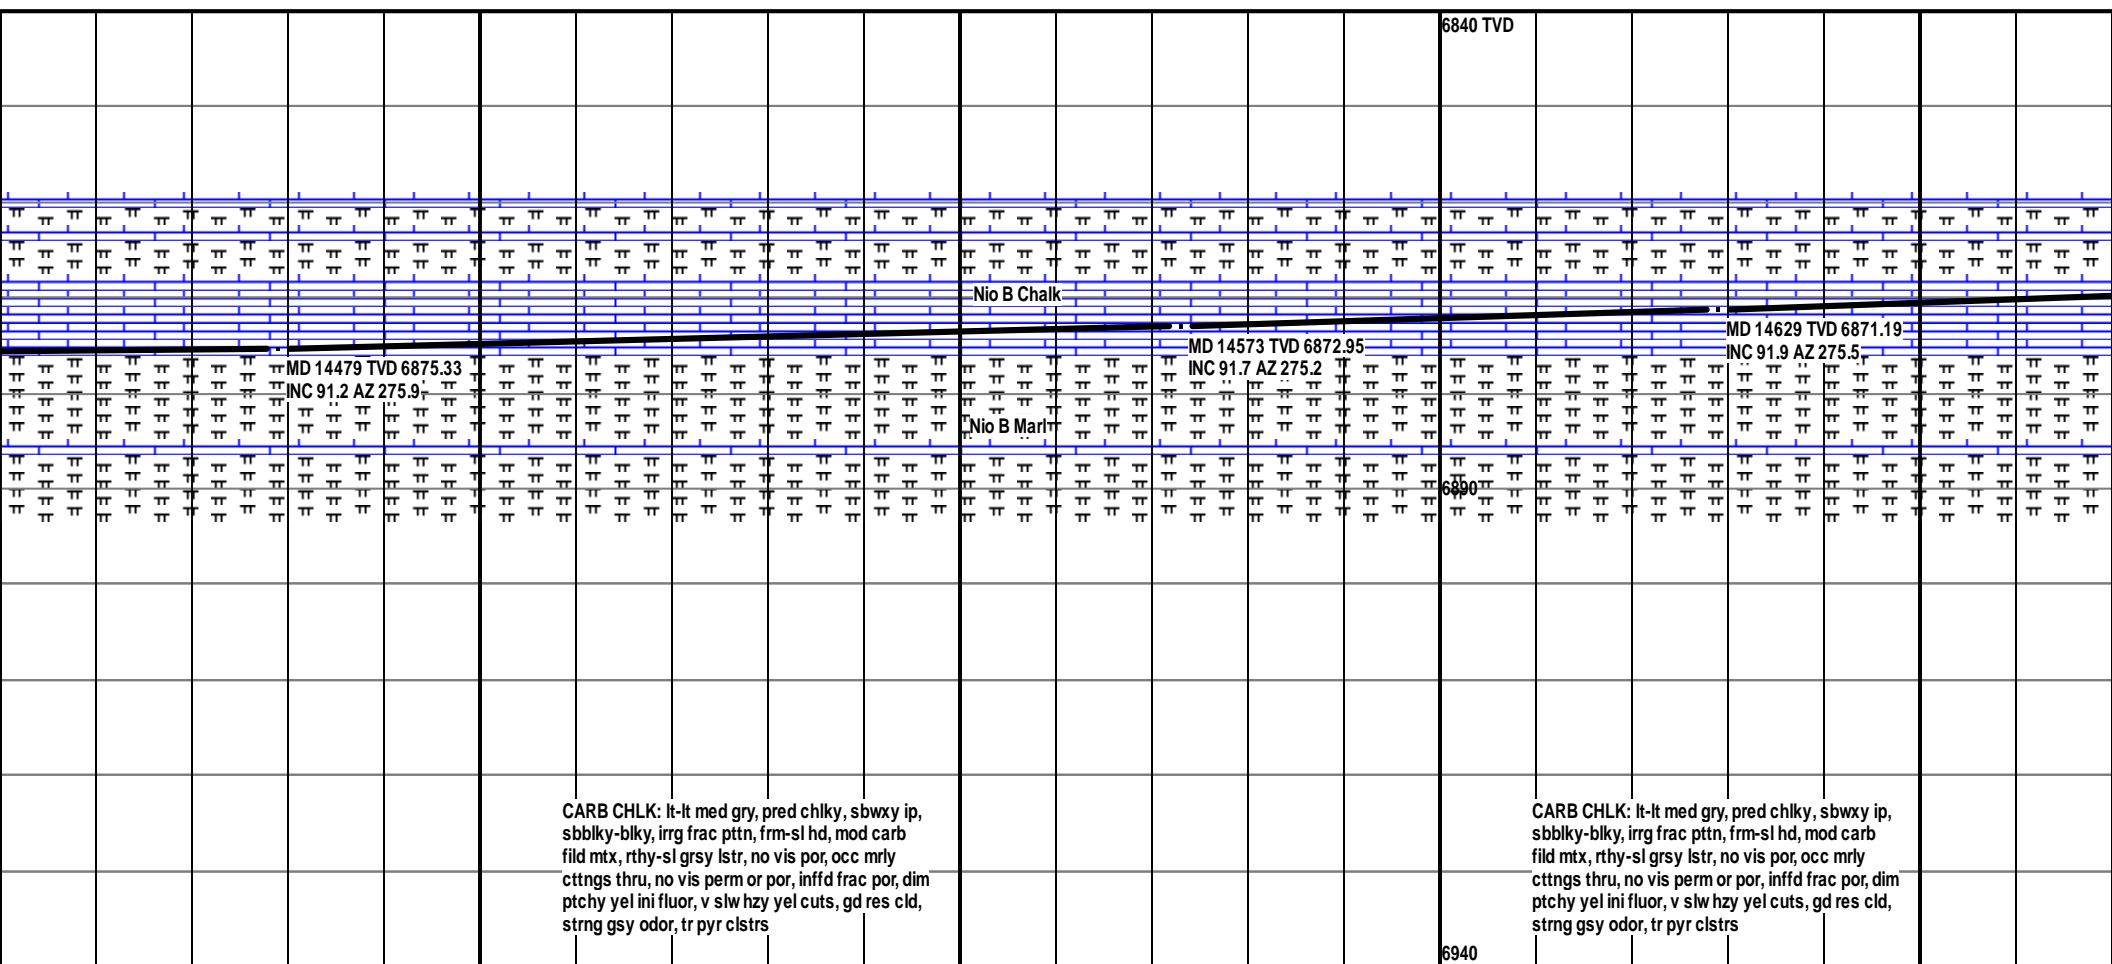 6840 TVD
Nio B Chalk
MD 14479 TVD 6875.33
INC 91.2 AZ 275.9
MD 14573 TVD 6872.95
INC 91.7 AZ 275.2
MD 14629 TVD 6871.19
INC 91.9 AZ 275.5
Nio B Marl
6890
CARB CHLK: lt-lt med gry, pred chlky, sbwxy ip,
sbblky-blky, irrg frac pttn, frm-sl hd, mod carb
fild mtx, rthy-sl grsy lstr, no vis por, occ mrly
cttngs thru, no vis perm or por, inffd frac por, dim
ptchy yel ini fluor, v slw hzy yel cuts, gd res cld,
strng gsy odor, tr pyr clstrs
CARB CHLK: lt-lt med gry, pred chlky, sbwxy ip,
sbblky-blky, irrg frac pttn, frm-sl hd, mod carb
fild mtx, rthy-sl grsy lstr, no vis por, occ mrly
cttngs thru, no vis perm or por, inffd frac por, dim
ptchy yel ini fluor, v slw hzy yel cuts, gd res cld,
strng gsy odor, tr pyr clstrs
6940